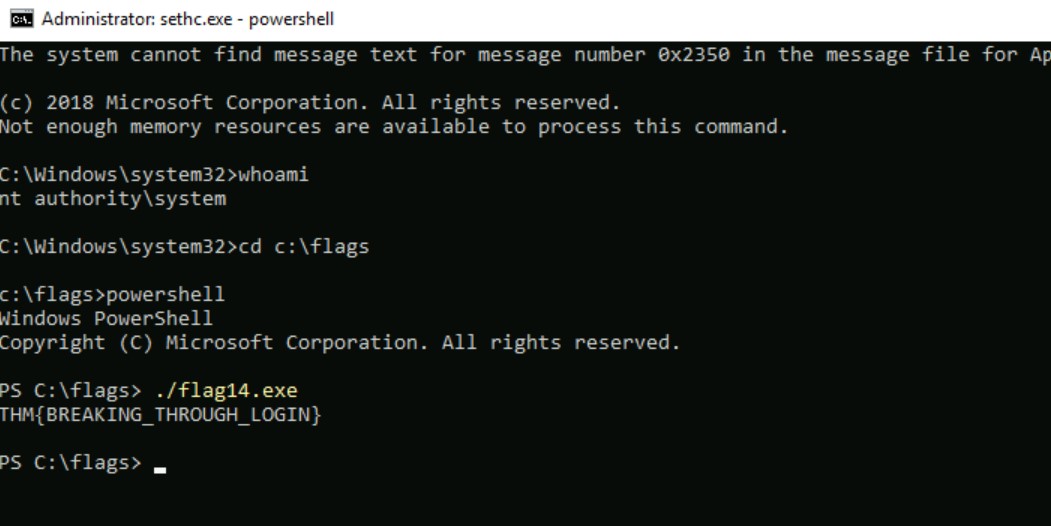 Administrator: sethc.exe - powershell
The system cannot find message text for message number 0x2350 in the message file for Ap
(c) 2018 Microsoft Corporation. All rights reserved.
Not enough memory resources are available to process this command.
C:\Windows\system32>whoami
nt authority\system
C:\Windows\system32>cd c:\flags
c:\flags>powershell
Windows PowerShell
Copyright (C) Microsoft Corporation. All rights reserved.
PS C:\flags> ./flag14.exe
THM{BREAKING_THROUGH_LOGIN}
PS C:\flags>